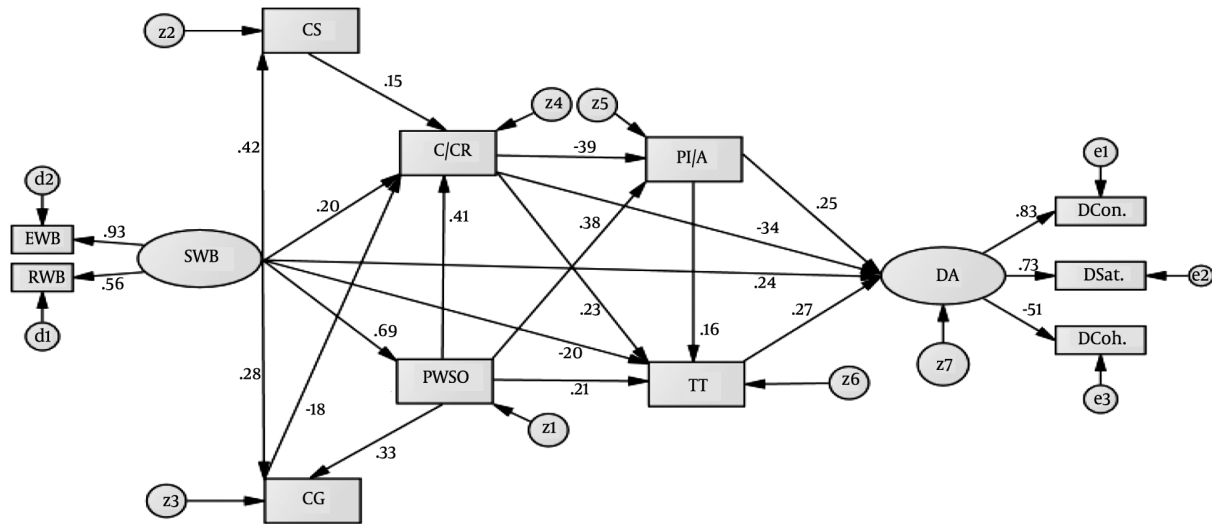 CS
z2
.15
z4
z5
C/CR
-39
PI/A
.42
e1
d2
.20
.41
.38
.25
.83
DCon.
EWB
.93
-34
SWB
RWB
.56
.24
DA
.73
DSat.
e2
.23
.27
-51
d1
.69
-20
.16
DCoh.
z7
.28
PWSO
.21
TT
z6
-18
e3
z1
.33
z3
CG